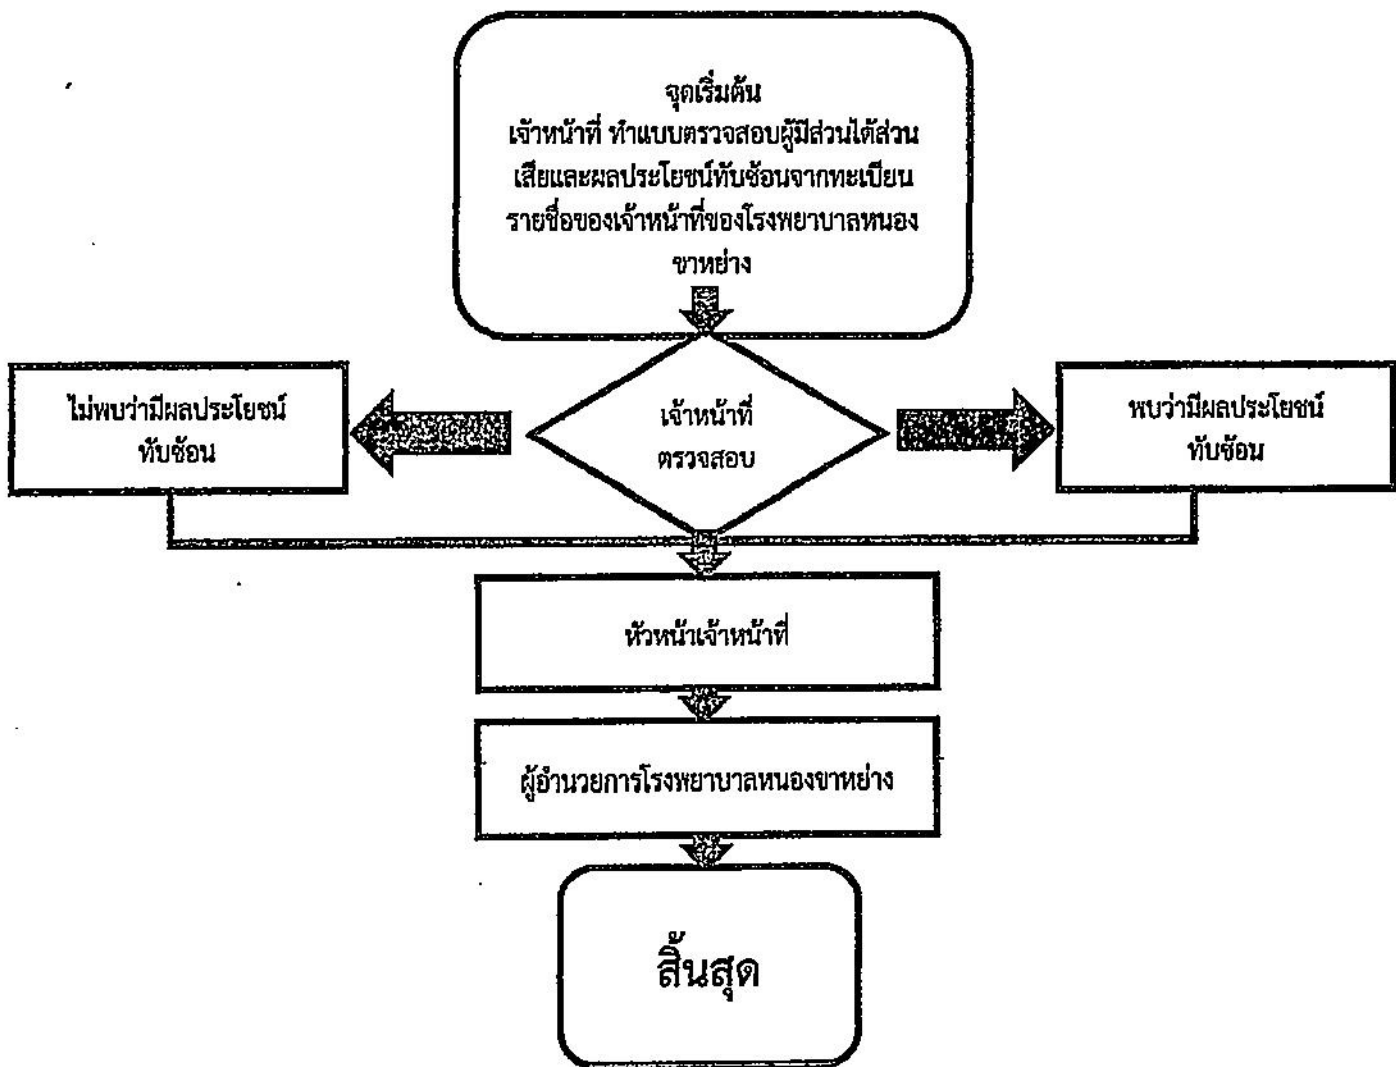 จุดเริ่มต้น
เจ้าหน้าที่ ทำแบบตรวจสอบผู้มีส่วนได้ส่วน
เสียและผลประโยชน์ทับซ้อนจากทะเบียน
รายชื่อของเจ้าหน้าที่ของโรงพยาบาลหนอง
ขาหย่าง
ไม่พบว่ามีผลประโยชน์
ทับซ้อน
เจ้าหน้าที่
ตรวจสอบ
พบว่ามีผลประโยชน์
ทับซ้อน
หัวหน้าเจ้าหน้าที่
ผู้อำนวยการโรงพยาบาลหนองขาหย่าง
สิ้นสุด